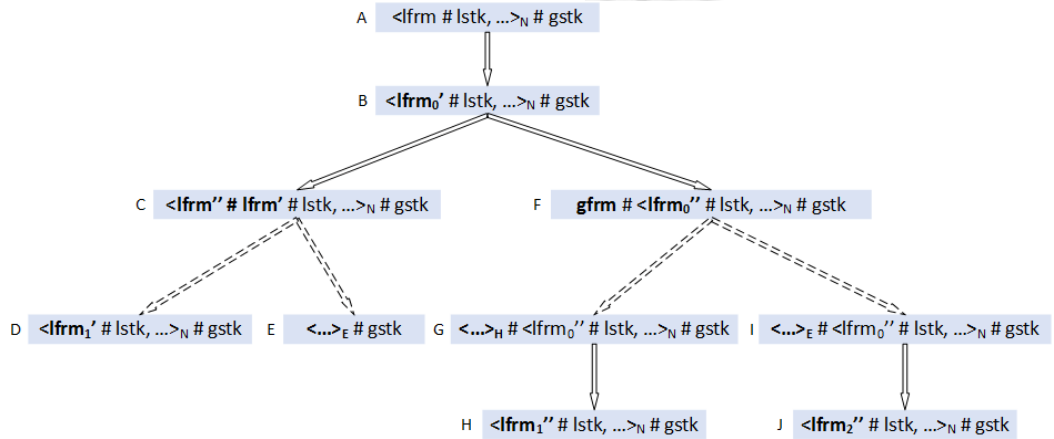 A <lfrm # lstk, ...>N # gstk
B <lfrm0’ # lstk, ...>N # gstk
C <lfrm’’ # lfrm’ # lstk, ...>N # gstk
F gfrm # <lfrm0’’ # lstk, ...>N # gstk
D <lfrm1’ # lstk, ...>N # gstk
E <...>E # gstk
G <...>H # <lfrm0’’ # lstk, ...>N # gstk
I <...>E # <lfrm0’’ # lstk, ...>N # gstk
H <lfrm1’’ # lstk, ...>N # gstk
J <lfrm2’’ # lstk, ...>N # gstk